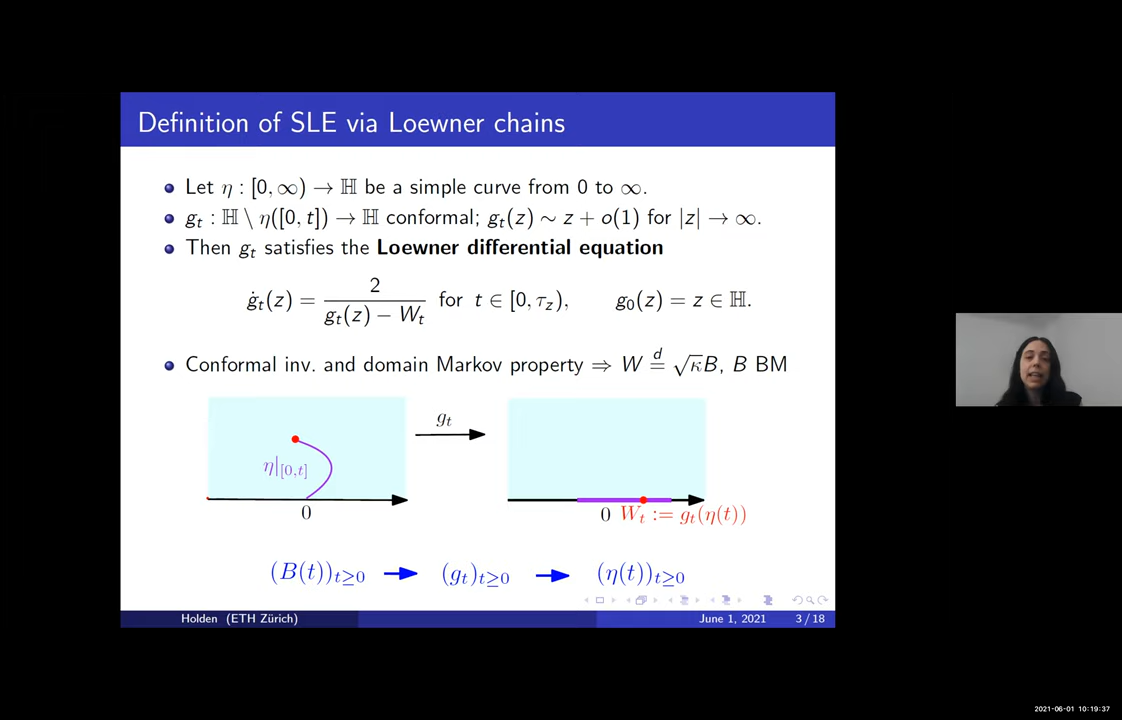 Definition of SLE via Loewner chains
Let η : [0, ∞) → ℍ be a simple curve from 0 to ∞.
g_t : ℍ \ η([0, t]) → ℍ conformal; g_t(z) ∼ z + o(1) for |z| → ∞.
Then g_t satisfies the Loewner differential equation
ġ_t(z) = 2 / (g_t(z) − W_t) for t ∈ [0, τ_z), g_0(z) = z ∈ ℍ.
Conformal inv. and domain Markov property ⇒ W =^d √κB, B BM
g_t
η|_[0,t]
0
0 W_t := g_t(η(t))
(B(t))_t≥0 → (g_t)_t≥0 → (η(t))_t≥0
Holden (ETH Zürich) June 1, 2021 3 / 18
2021-06-01 10:19:37